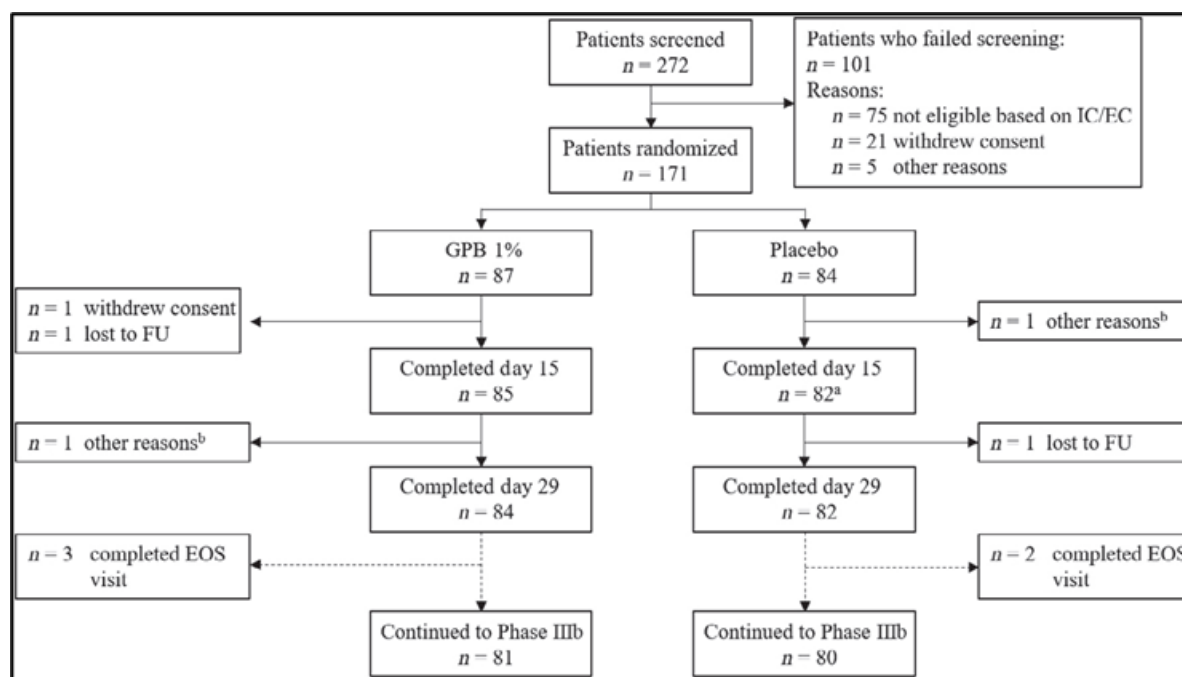 Patients screened
n = 272
Patients who failed screening:
n = 101
Reasons:
n = 75 not eligible based on IC/EC
n = 21 withdrew consent
n = 5 other reasons
Patients randomized
n = 171
GPB 1%
n = 87
Placebo
n = 84
n = 1 withdrew consent
n = 1 lost to FU
n = 1 other reasonsᵇ
Completed day 15
n = 85
Completed day 15
n = 82ᵃ
n = 1 other reasonsᵇ
n = 1 lost to FU
Completed day 29
n = 84
Completed day 29
n = 82
n = 3 completed EOS
visit
n = 2 completed EOS
visit
Continued to Phase IIIb
n = 81
Continued to Phase IIIb
n = 80